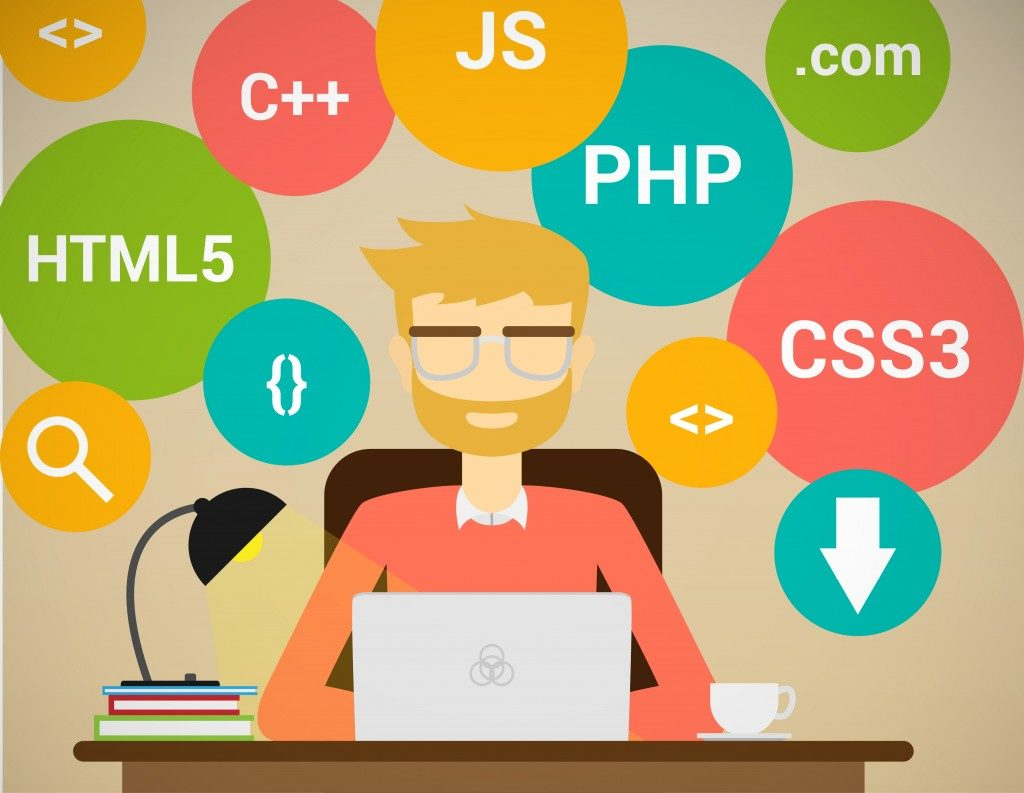 <>
C++
JS
.com
PHP
HTML5
CSS3
{}
<>